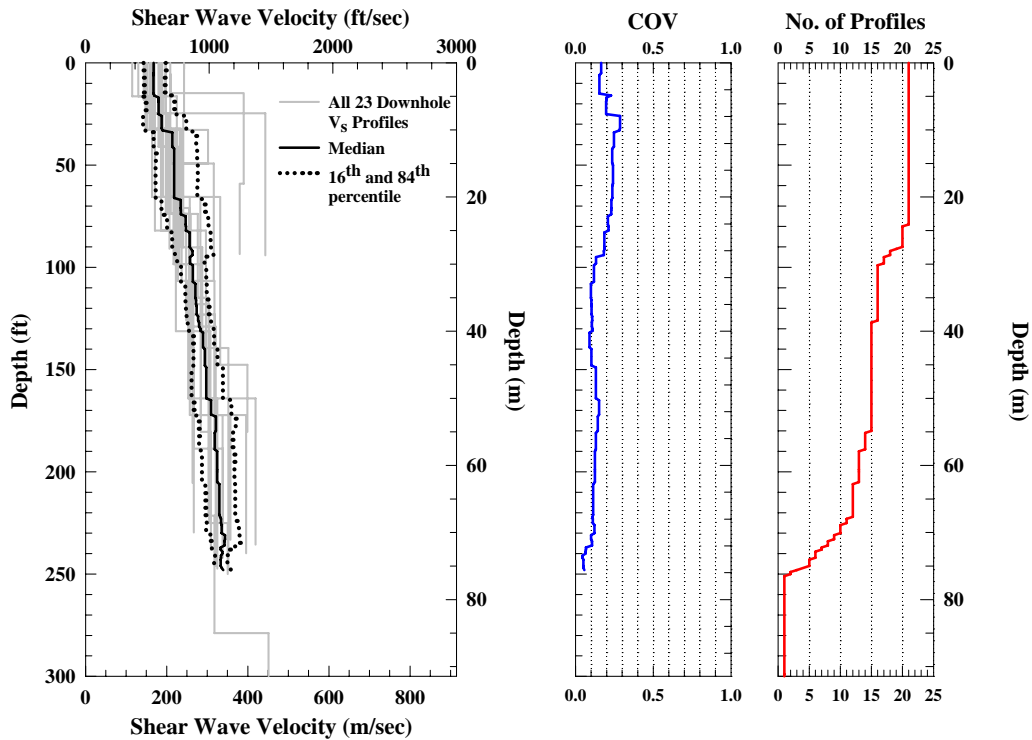 Shear Wave Velocity (ft/sec)
0 1000 2000 3000
0
50
100
150
200
250
300
Depth (ft)
All 23 Downhole
Vs Profiles
Median
16th and 84th
percentile
0
20
40
60
80
Depth (m)
0 200 400 600 800
Shear Wave Velocity (m/sec)
COV
0.0 0.5 1.0
0.0 0.5 1.0
No. of Profiles
0 5 10 15 20 25
0
20
40
60
80
Depth (m)
0 5 10 15 20 25